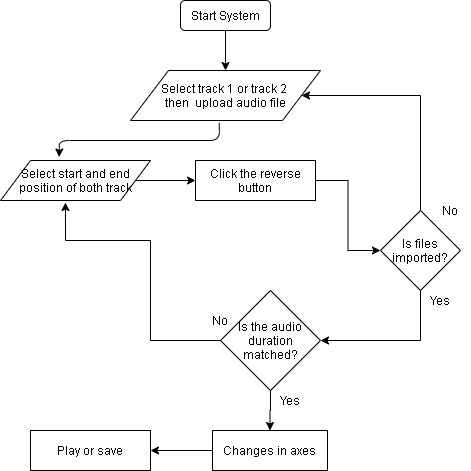 Start System
Select track 1 or track 2
then upload audio file
Select start and end
position of both track
Click the reverse
button
No
Is files
imported?
Yes
No
Is the audio
duration
matched?
Yes
Play or save
Changes in axes